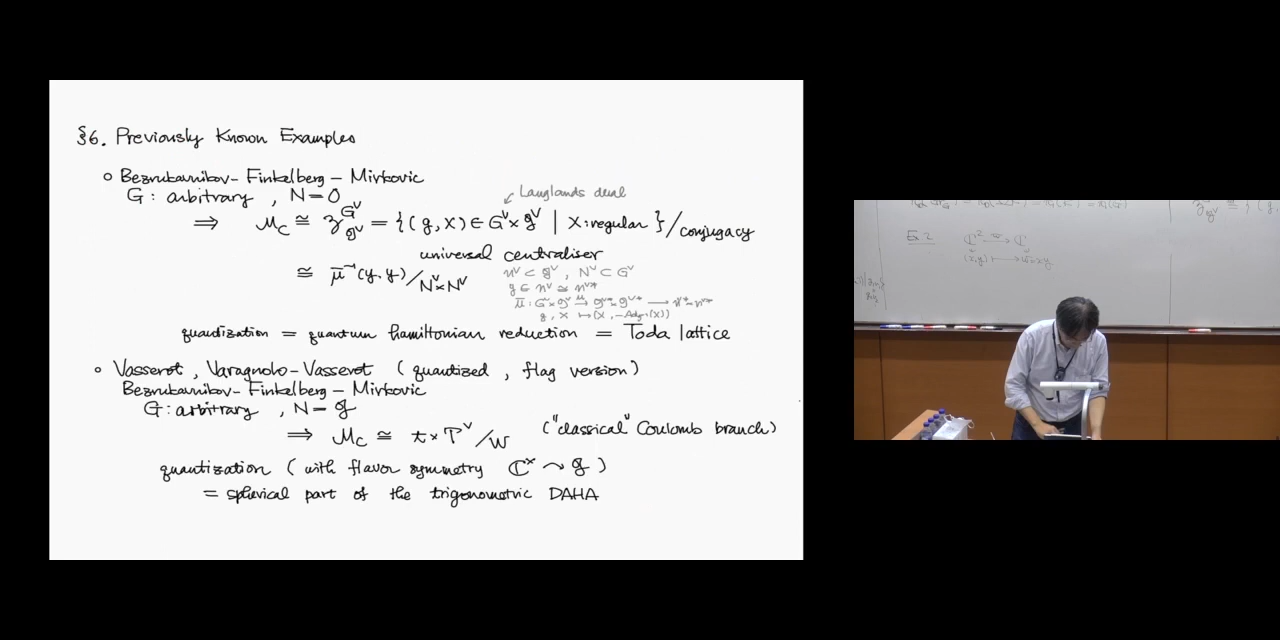 §6. Previously Known Examples
○ Bezrukavnikov-Finkelberg-Mirkovic
G: arbitrary, N=0
↙ Langlands dual
⇒ M_C ≅ 𝔷^{G^∨}_{𝔤^∨} = {(g, X) ∈ G^∨ × 𝔤^∨ | X: regular}/conjugacy
universal centraliser
≅ μ̄^{-1}(y, y)/N^∨×N^∨
n^∨ ⊂ 𝔤^∨, N^∨ ⊂ G^∨
quantization = quantum hamiltonian reduction = Toda lattice
○ Vasserot, Varagnolo-Vasserot (quantized, flag version)
Bezrukavnikov-Finkelberg-Mirkovic
G: arbitrary, N=𝔤
⇒ M_C ≅ 𝔱×T^∨/W ("classical" Coulomb branch)
quantization (with flavor symmetry ℂ^× ↷ 𝔤)
= spherical part of the trigonometric DAHA
Ex 2